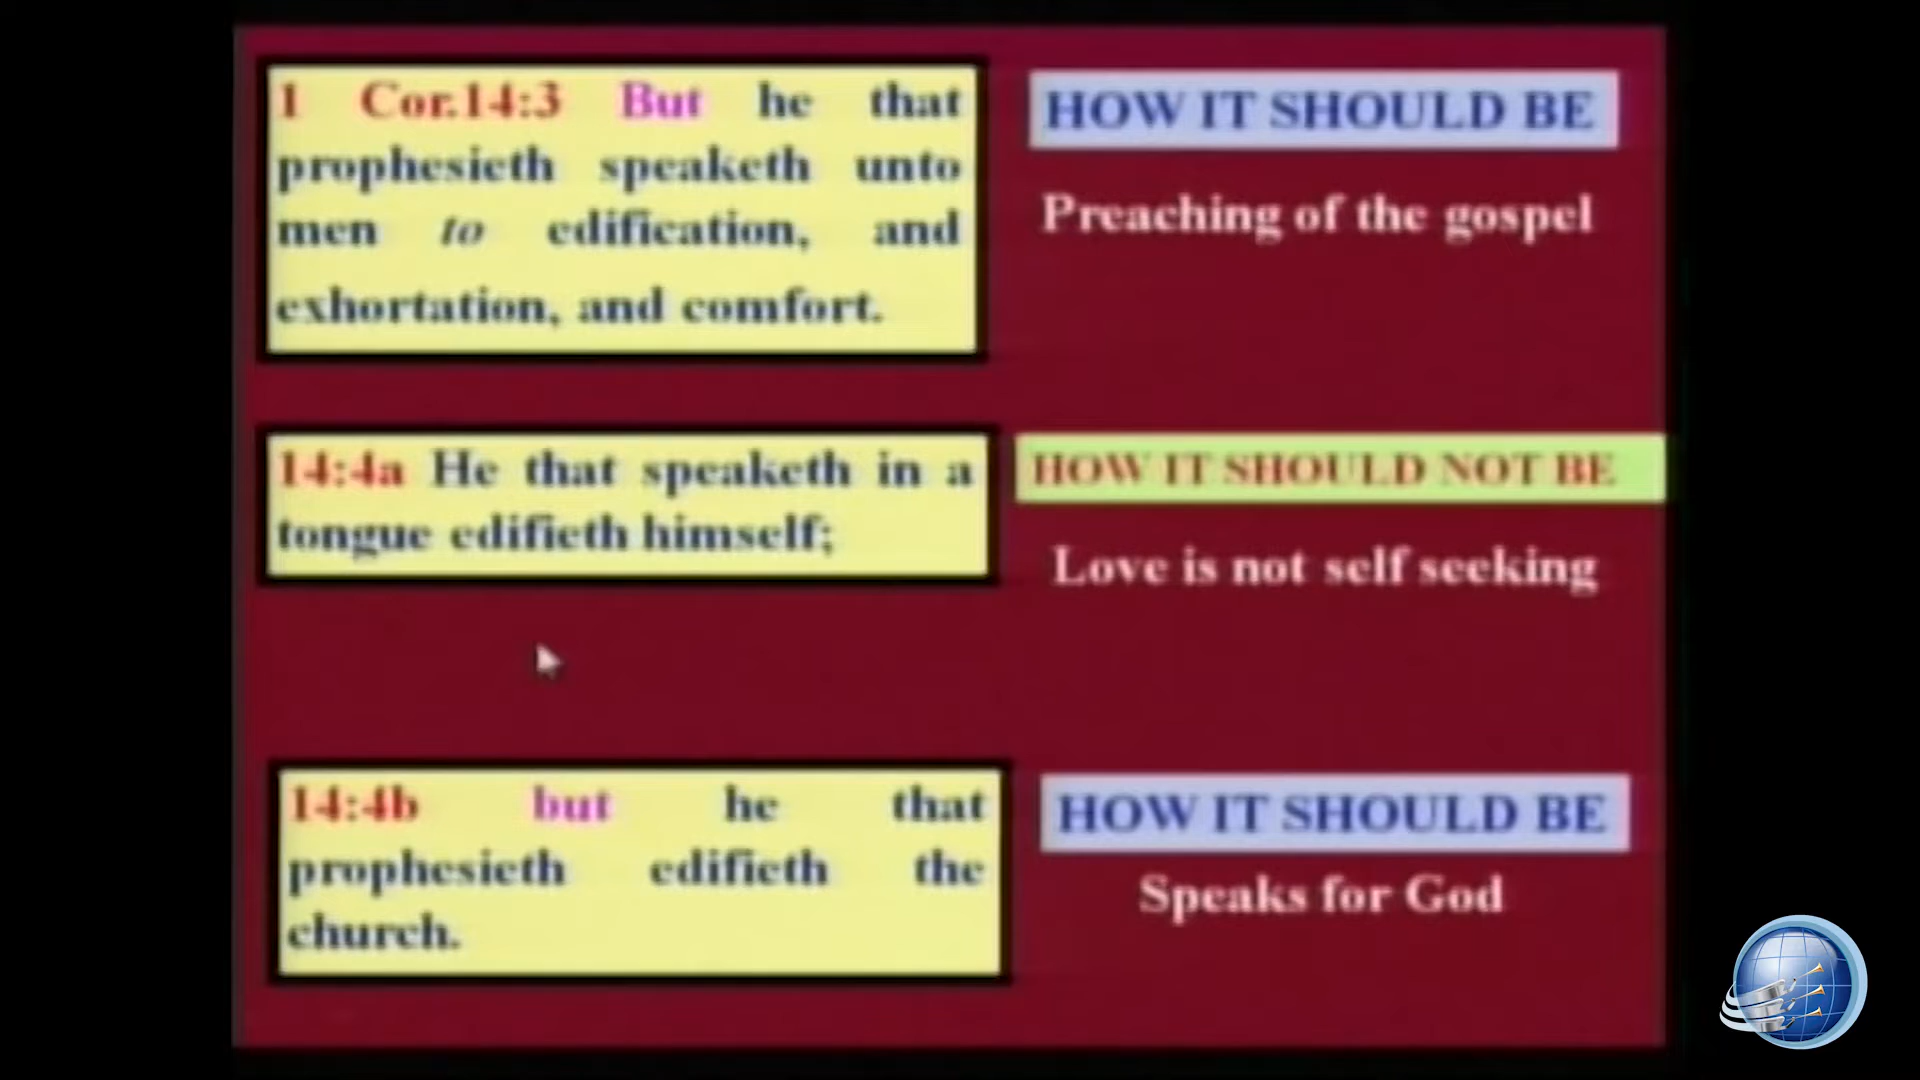 1 Cor.14:3 But he that
prophesieth speaketh unto
men to edification, and
exhortation, and comfort.
HOW IT SHOULD BE
Preaching of the gospel
14:4a He that speaketh in a
tongue edifieth himself;
HOW IT SHOULD NOT BE
Love is not self seeking
14:4b but he that
prophesieth edifieth the
church.
HOW IT SHOULD BE
Speaks for God